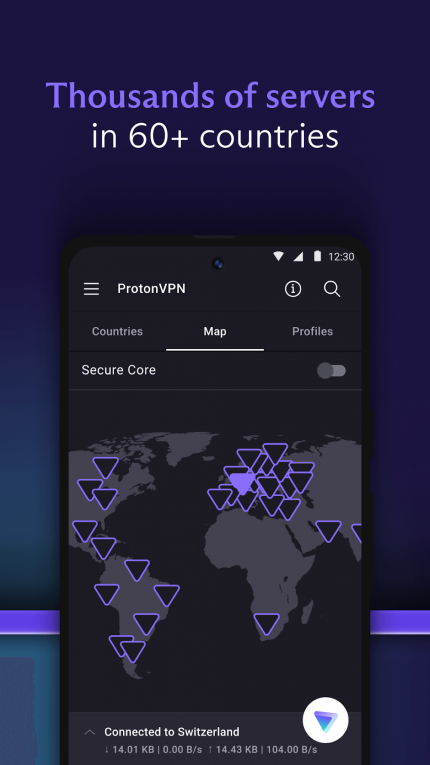 Thousands of servers
in 60+ countries
12:30
ProtonVPN
Countries Map Profiles
Secure Core
Connected to Switzerland
↓ 14.01 KB | 0.00 B/s ↑ 14.43 KB | 104.00 B/s